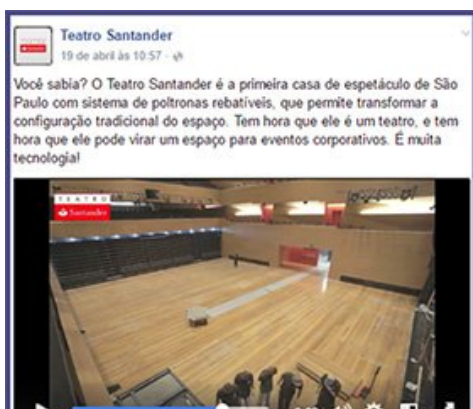 Teatro Santander
19 de abril às 10:57 ·
Você sabia? O Teatro Santander é a primeira casa de espetáculo de São
Paulo com sistema de poltronas rebatíveis, que permite transformar a
configuração tradicional do espaço. Tem hora que ele é um teatro, e tem
hora que ele pode virar um espaço para eventos corporativos. É muita
tecnologia!
TEATRO
Santander